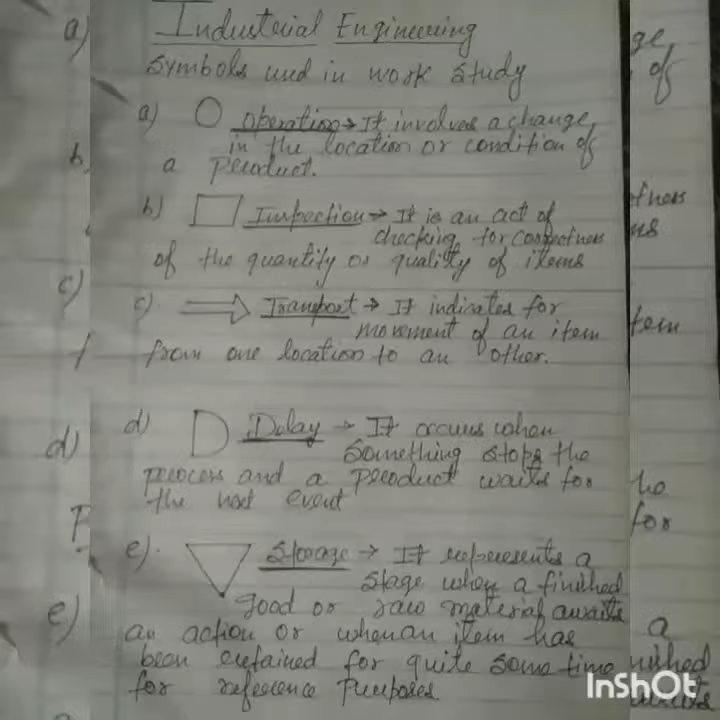 Industrial Engineering
Symbols used in work study
a) Operation → It involves a change
in the location or condition of
a product.
b) Inspection → It is an act of
checking for correctness
of the quantity or quality of items
c) Transport → It indicates for
movement of an item
from one location to an other.
d) Delay → It occurs when
something stops the
process and a product waits for
the next event
e). Storage → It represents a
stage when a finished
good or raw material awaits
an action or when an item has
been retained for quite some time
for reference purposes
InShOt